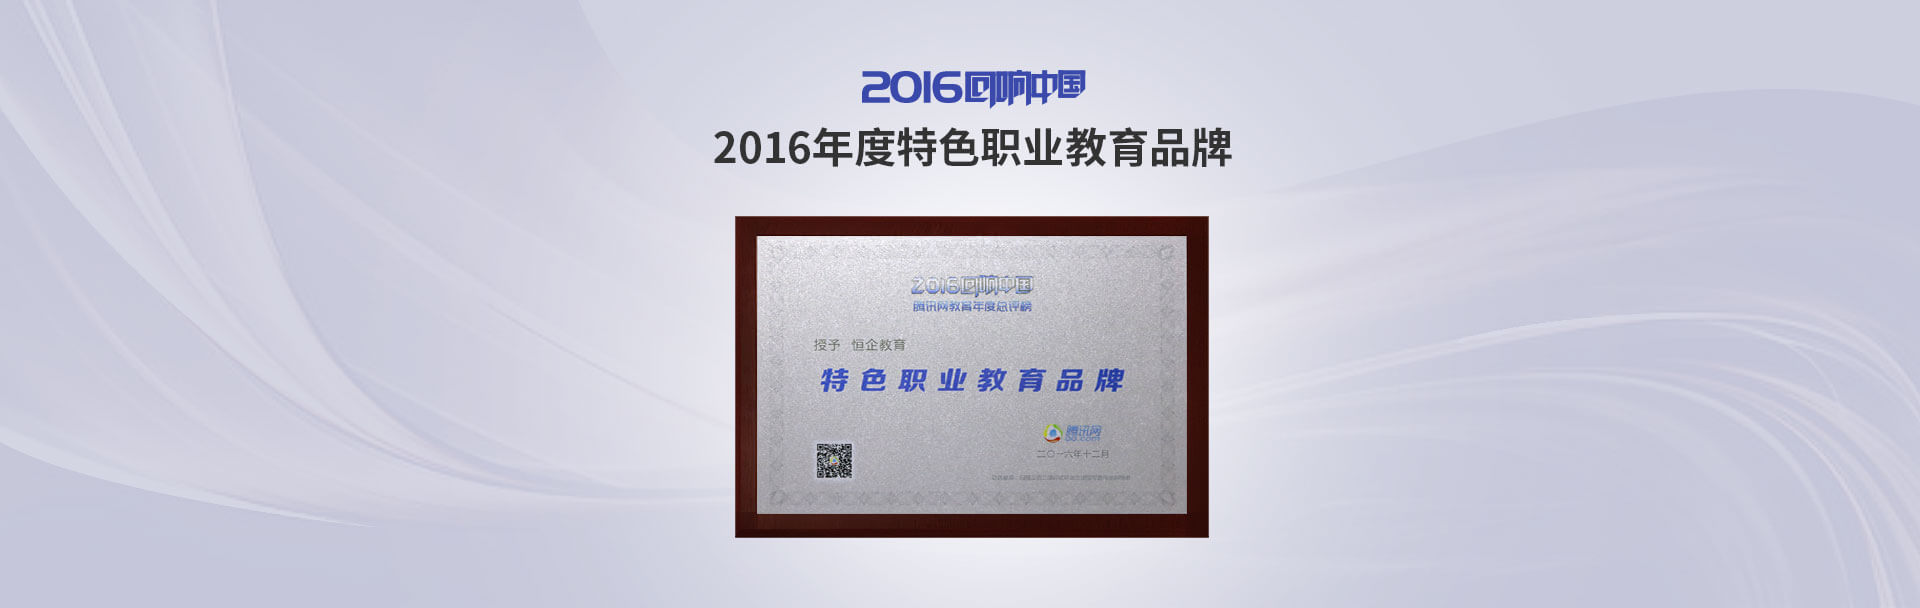 2016回响中国
2016年度特色职业教育品牌
2016回响中国
腾讯网教育年度总评榜
授予 恒企教育
特色职业教育品牌
腾讯网
QQ.com
二〇一六年十二月